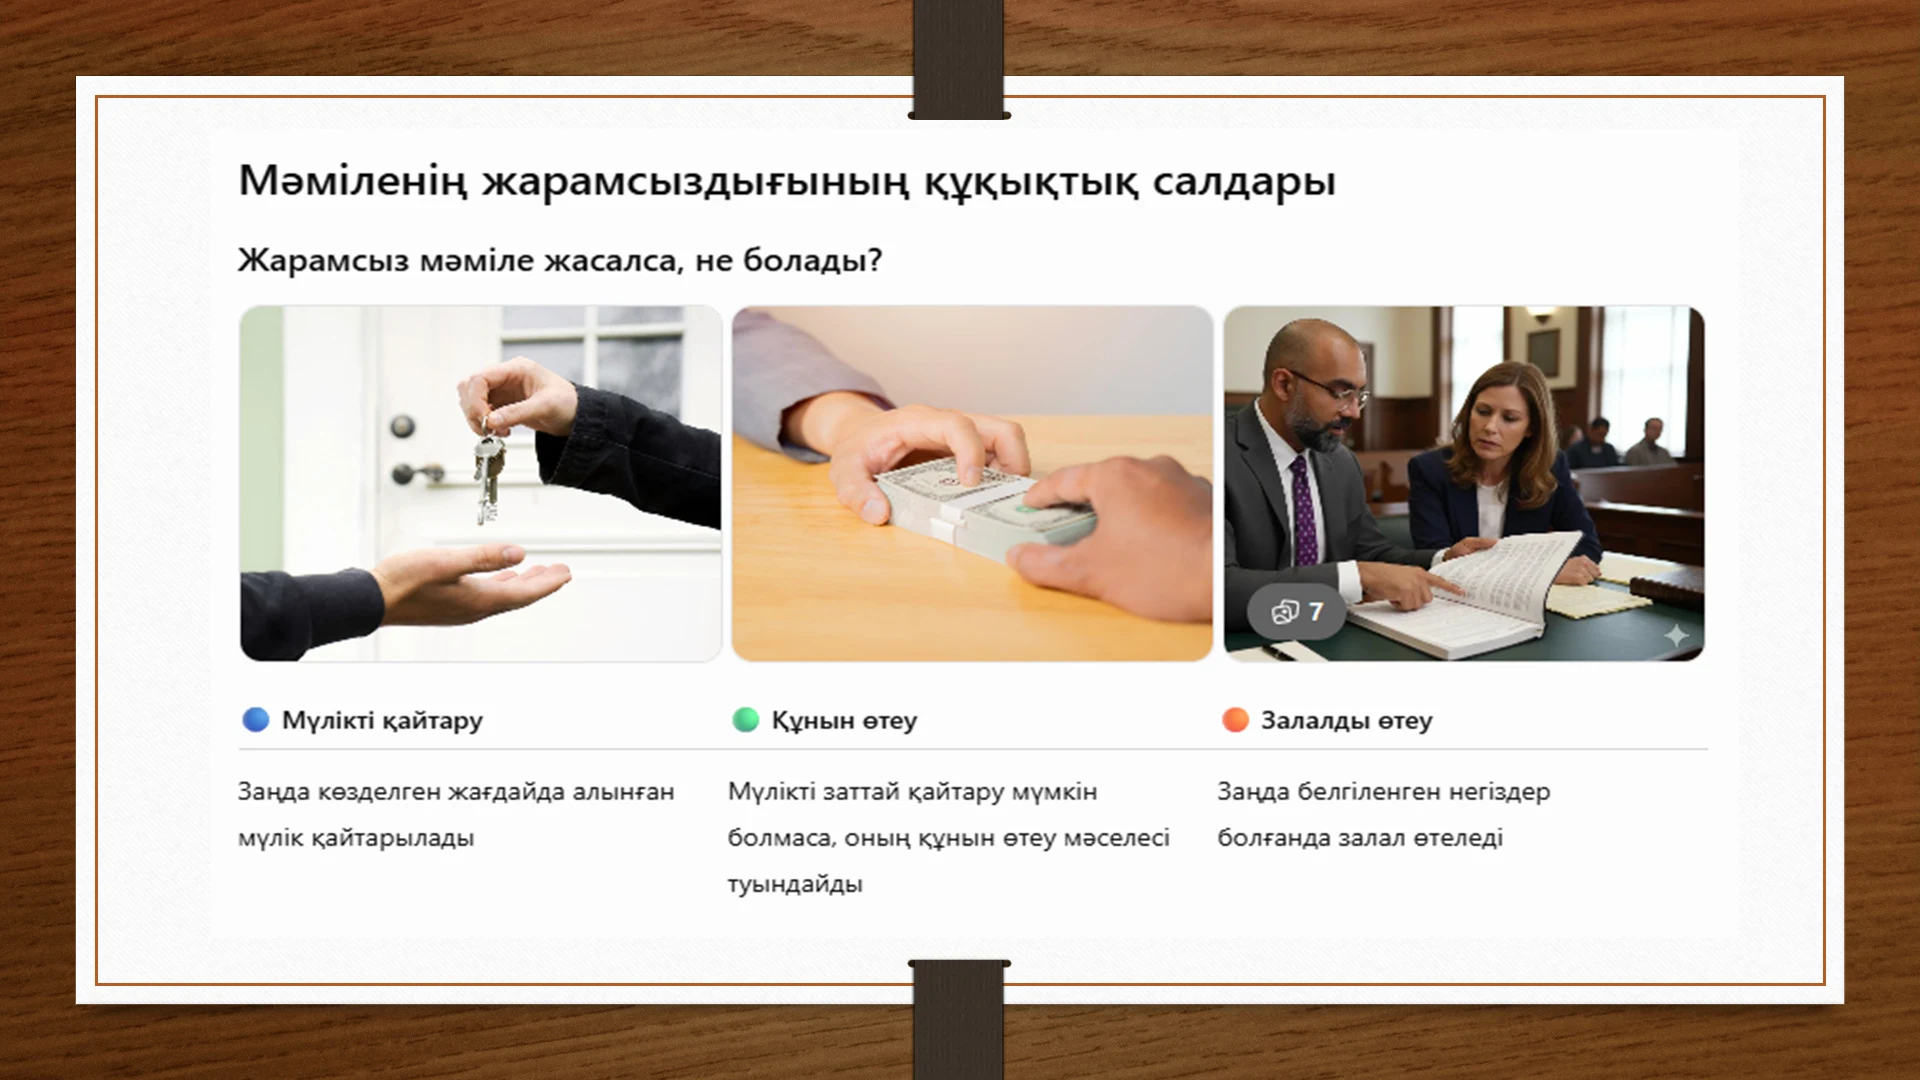 Мәміленің жарамсыздығының құқықтық салдары
Жарамсыз мәміле жасалса, не болады?
7
Мүлікті қайтару
Құнын өтеу
Залалды өтеу
Заңда көзделген жағдайда алынған
мүлік қайтарылады
Мүлікті заттай қайтару мүмкін
болмаса, оның құнын өтеу мәселесі
туындайды
Заңда белгіленген негіздер
болғанда залал өтеледі